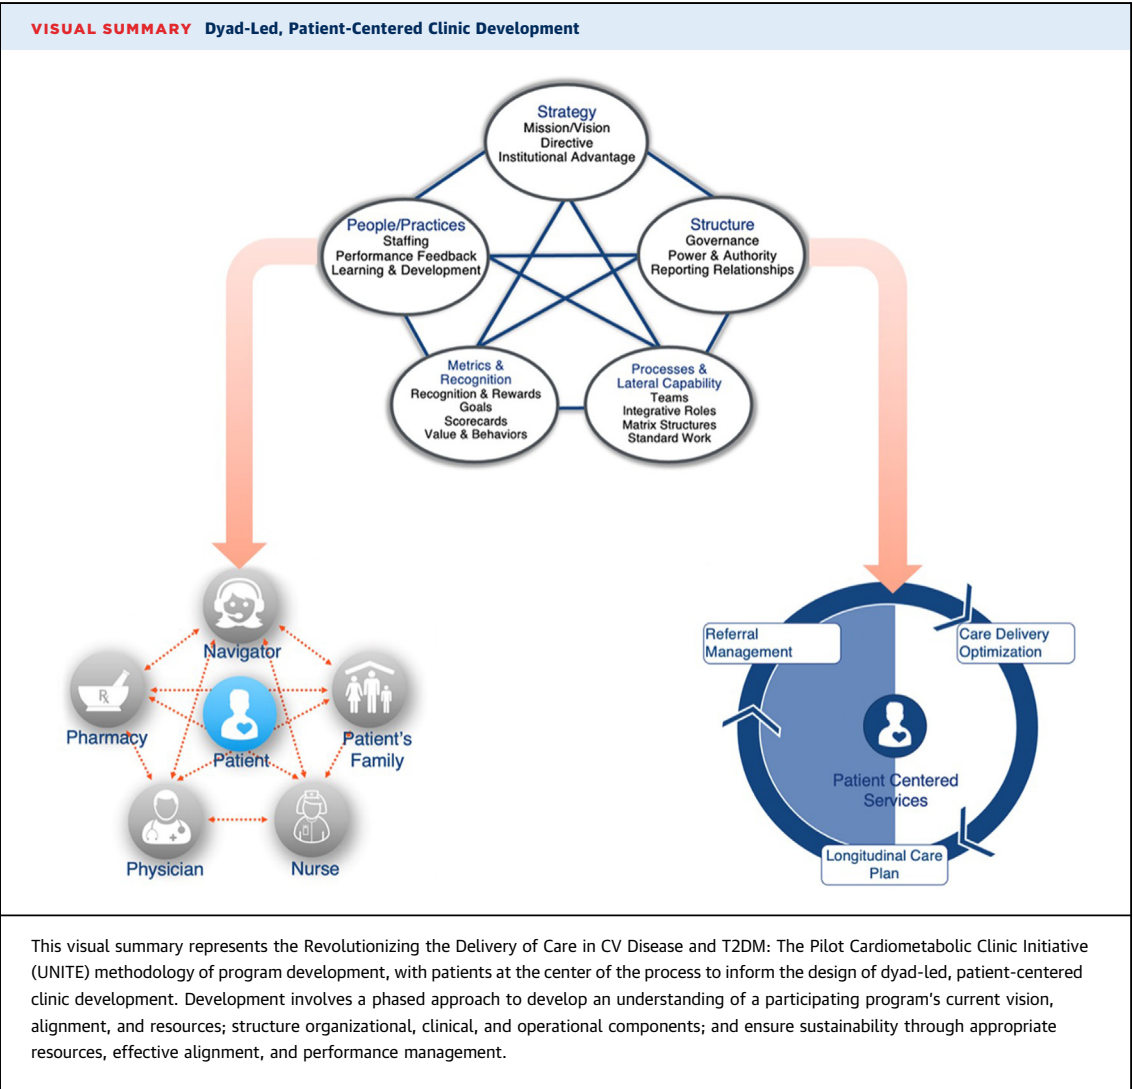 VISUAL SUMMARY Dyad-Led, Patient-Centered Clinic Development
Strategy
Mission/Vision
Directive
Institutional Advantage
People/Practices
Staffing
Performance Feedback
Learning & Development
Structure
Governance
Power & Authority
Reporting Relationships
Metrics &
Recognition
Recognition & Rewards
Goals
Scorecards
Value & Behaviors
Processes &
Lateral Capability
Teams
Integrative Roles
Matrix Structures
Standard Work
Navigator
Rx
Pharmacy
Patient
Patient's
Family
Physician
Nurse
Referral
Management
Care Delivery
Optimization
Patient Centered
Services
Longitudinal Care
Plan
This visual summary represents the Revolutionizing the Delivery of Care in CV Disease and T2DM: The Pilot Cardiometabolic Clinic Initiative
(UNITE) methodology of program development, with patients at the center of the process to inform the design of dyad-led, patient-centered
clinic development. Development involves a phased approach to develop an understanding of a participating program's current vision,
alignment, and resources; structure organizational, clinical, and operational components; and ensure sustainability through appropriate
resources, effective alignment, and performance management.